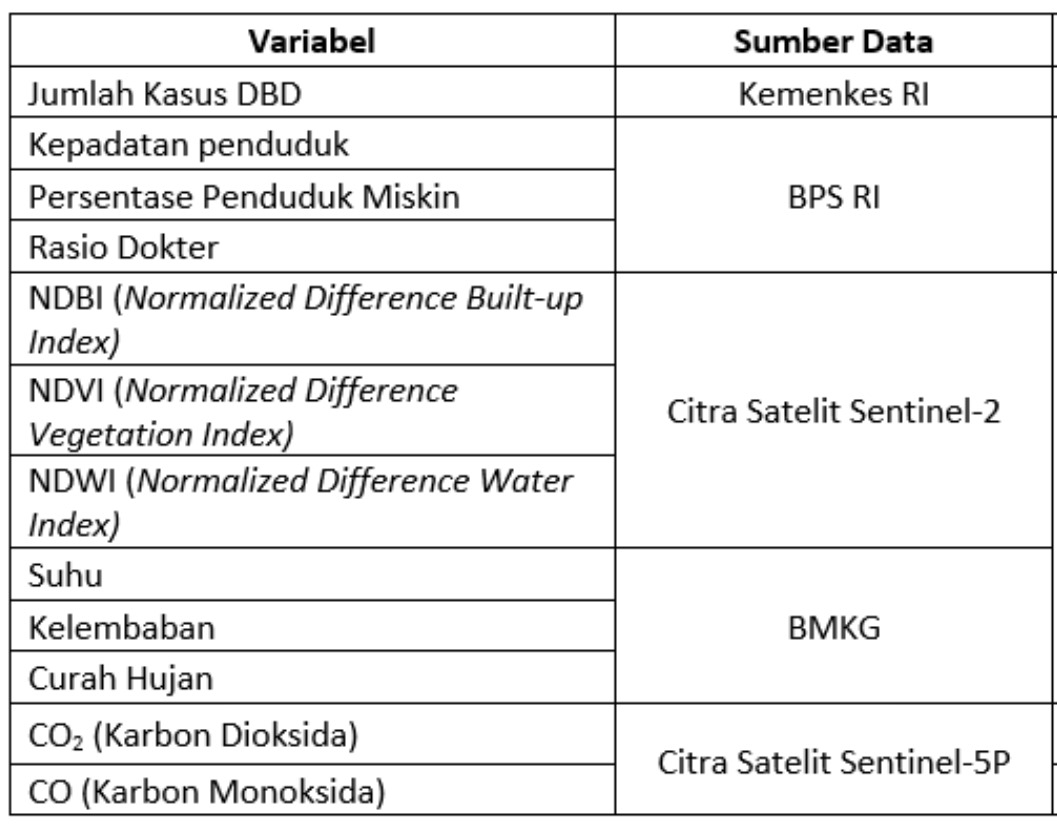 Variabel
Sumber Data
Jumlah Kasus DBD
Kemenkes RI
Kepadatan penduduk
Persentase Penduduk Miskin
Rasio Dokter
BPS RI
NDBI (Normalized Difference Built-up
Index)
NDVI (Normalized Difference
Vegetation Index)
NDWI (Normalized Difference Water
Index)
Citra Satelit Sentinel-2
Suhu
Kelembaban
Curah Hujan
BMKG
CO₂ (Karbon Dioksida)
CO (Karbon Monoksida)
Citra Satelit Sentinel-5P